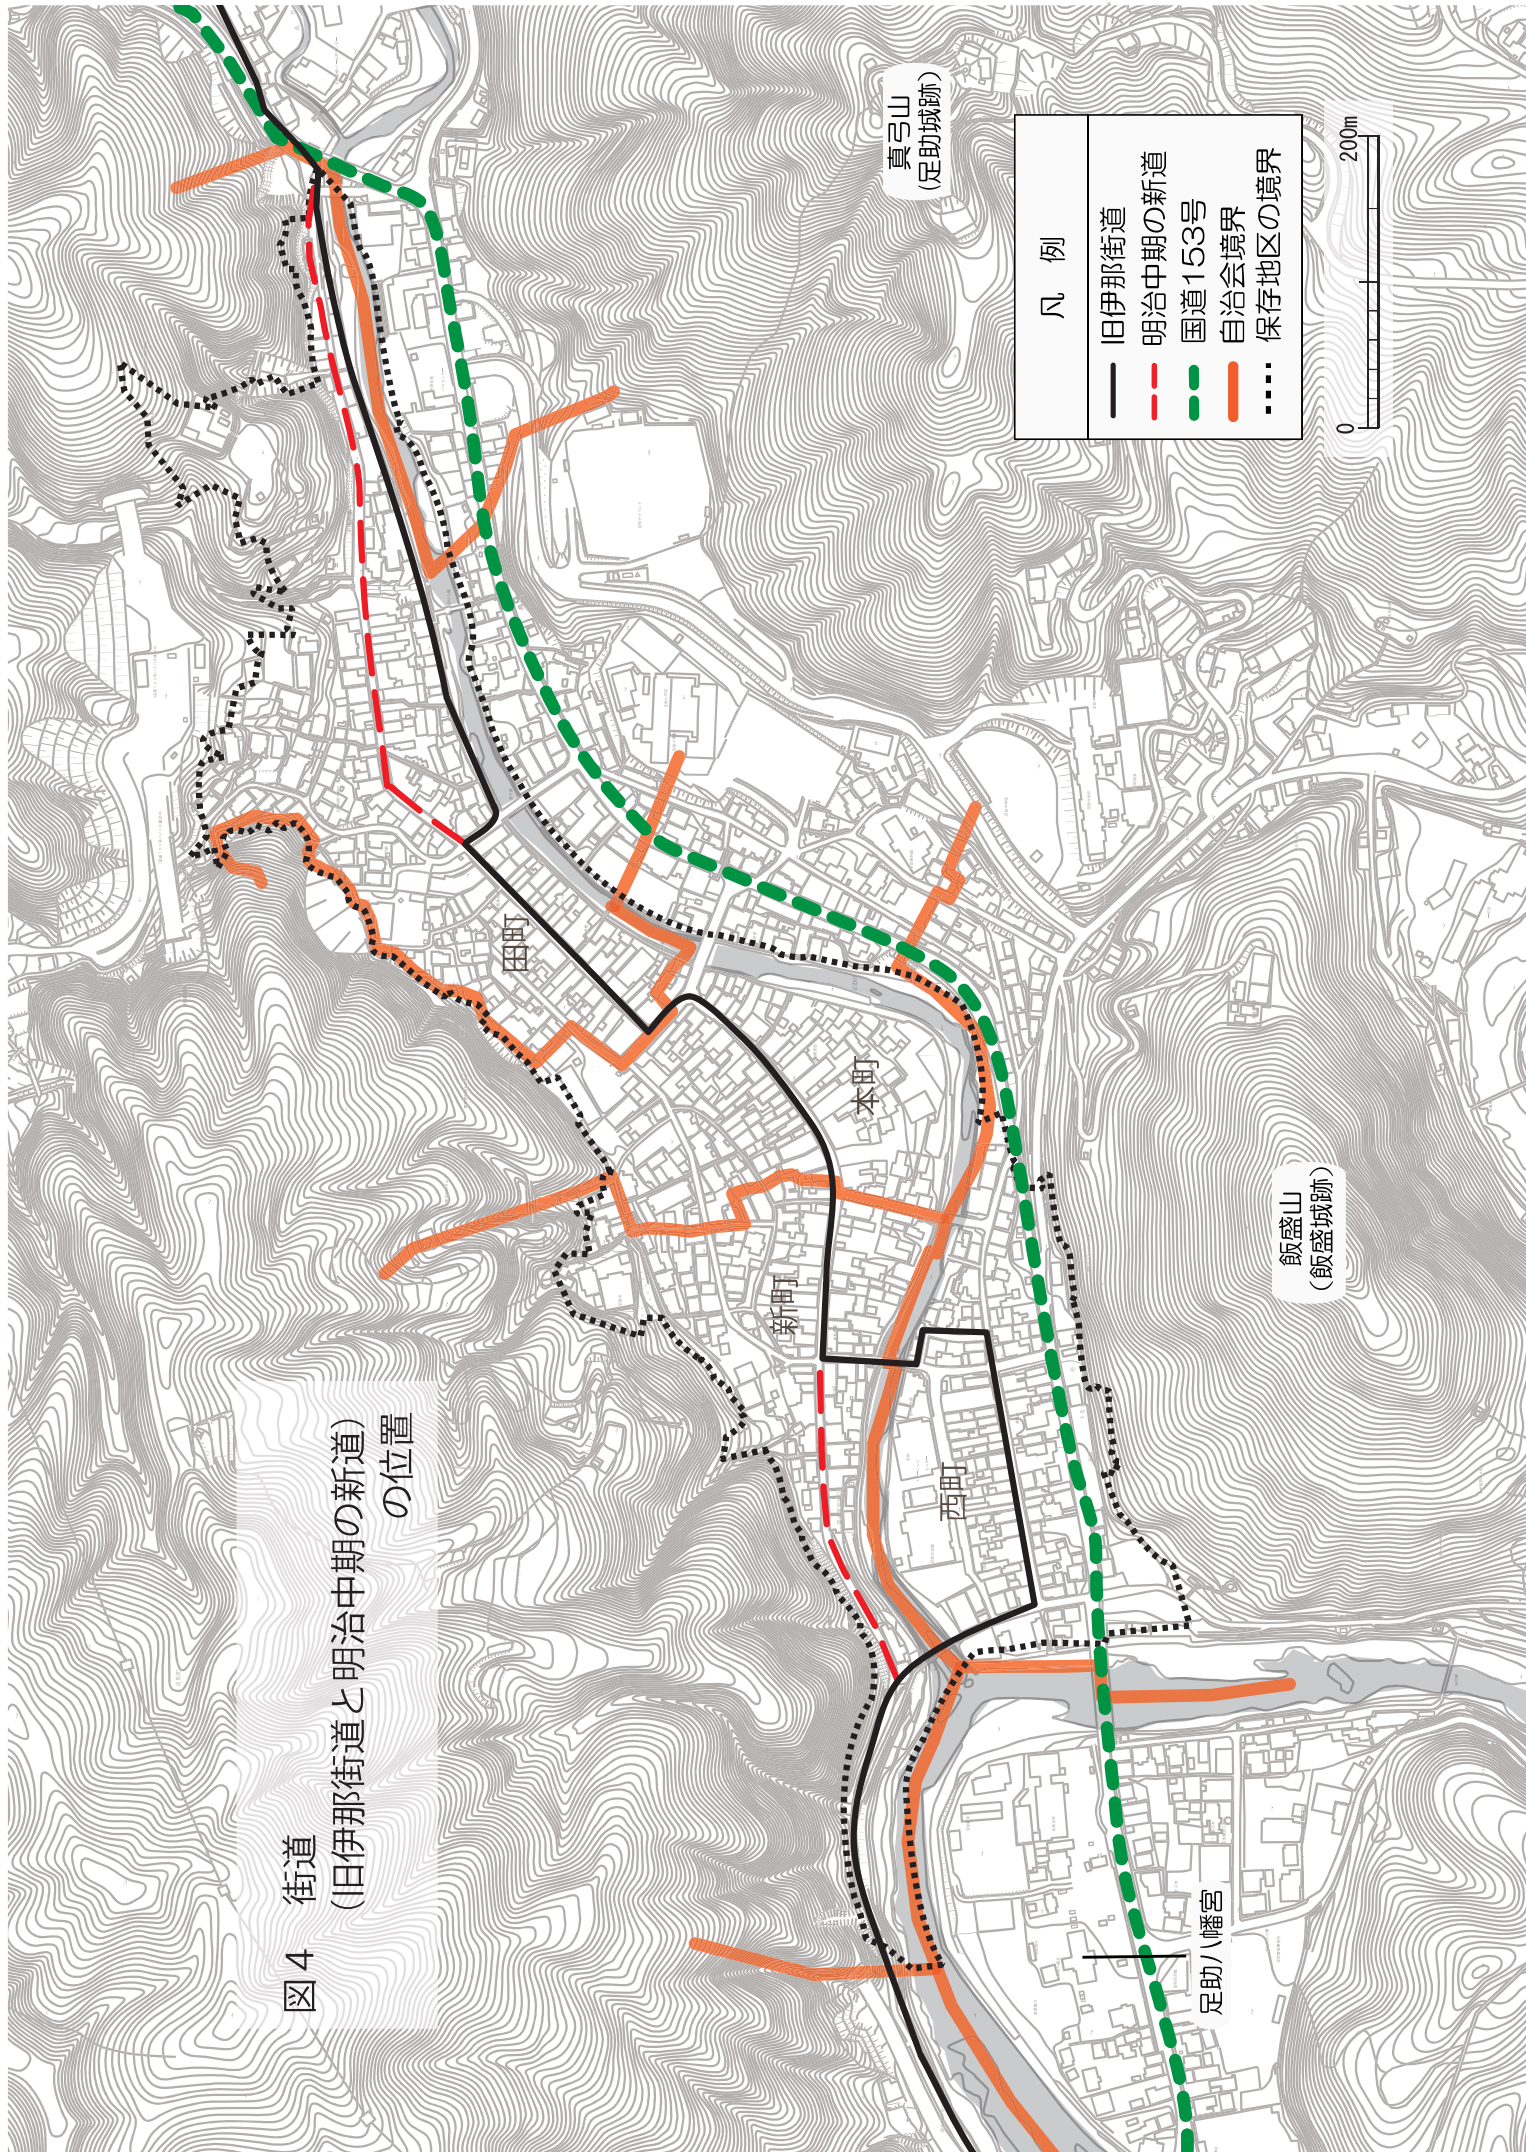 図4 街道
(旧伊那街道と明治中期の新道)
の位置
真弓山
(足助城跡)
凡 例
旧伊那街道
明治中期の新道
国道153号
自治会境界
保存地区の境界
0 200m
田町
本町
新町
西町
飯盛山
(飯盛城跡)
足助八幡宮